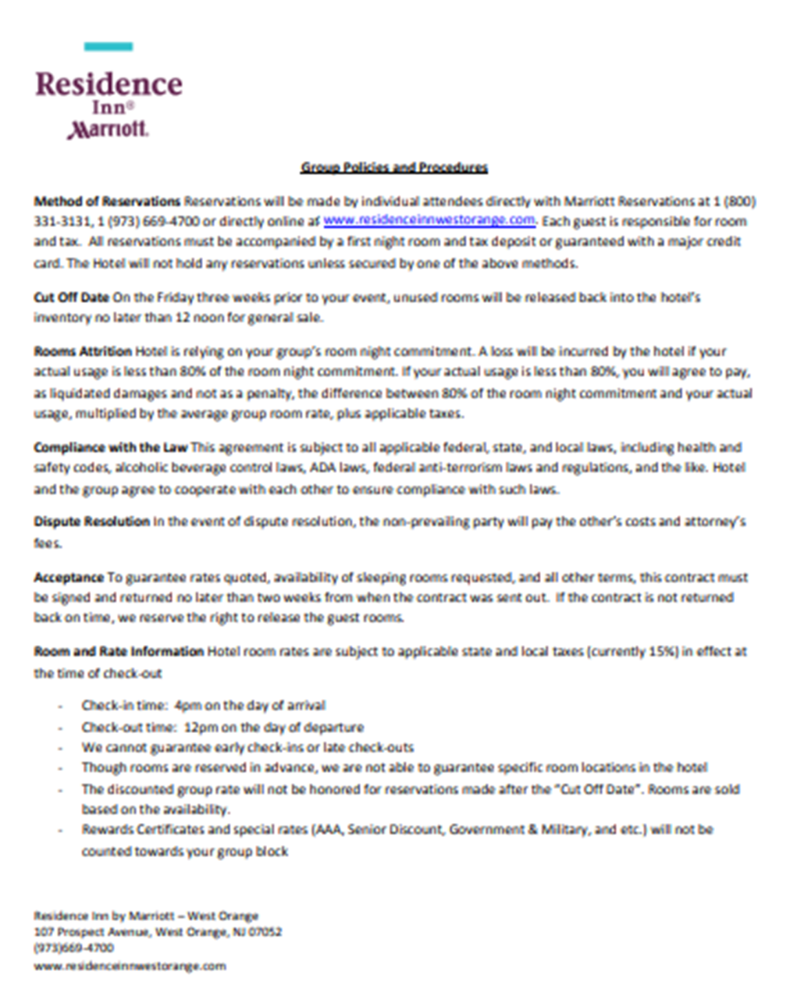 Residence
Inn®
Marriott.
Group Policies and Procedures
Method of Reservations Reservations will be made by individual attendees directly with Marriott Reservations at 1 (800)
331-3131, 1 (973) 669-4700 or directly online at www.residenceinnwestorange.com. Each guest is responsible for room
and tax. All reservations must be accompanied by a first night room and tax deposit or guaranteed with a major credit
card. The Hotel will not hold any reservations unless secured by one of the above methods.
Cut Off Date On the Friday three weeks prior to your event, unused rooms will be released back into the hotel's
inventory no later than 12 noon for general sale.
Rooms Attrition Hotel is relying on your group's room night commitment. A loss will be incurred by the hotel if your
actual usage is less than 80% of the room night commitment. If your actual usage is less than 80%, you will agree to pay,
as liquidated damages and not as a penalty, the difference between 80% of the room night commitment and your actual
usage, multiplied by the average group room rate, plus applicable taxes.
Compliance with the Law This agreement is subject to all applicable federal, state, and local laws, including health and
safety codes, alcoholic beverage control laws, ADA laws, federal anti-terrorism laws and regulations, and the like. Hotel
and the group agree to cooperate with each other to ensure compliance with such laws.
Dispute Resolution In the event of dispute resolution, the non-prevailing party will pay the other's costs and attorney's
fees.
Acceptance To guarantee rates quoted, availability of sleeping rooms requested, and all other terms, this contract must
be signed and returned no later than two weeks from when the contract was sent out. If the contract is not returned
back on time, we reserve the right to release the guest rooms.
Room and Rate Information Hotel room rates are subject to applicable state and local taxes (currently 15%) in effect at
the time of check-out
- Check-in time: 4pm on the day of arrival
- Check-out time: 12pm on the day of departure
- We cannot guarantee early check-ins or late check-outs
- Though rooms are reserved in advance, we are not able to guarantee specific room locations in the hotel
- The discounted group rate will not be honored for reservations made after the "Cut Off Date". Rooms are sold
based on the availability.
- Rewards Certificates and special rates (AAA, Senior Discount, Government & Military, and etc.) will not be
counted towards your group block
Residence Inn by Marriott – West Orange
107 Prospect Avenue, West Orange, NJ 07052
(973)669-4700
www.residenceinnwestorange.com